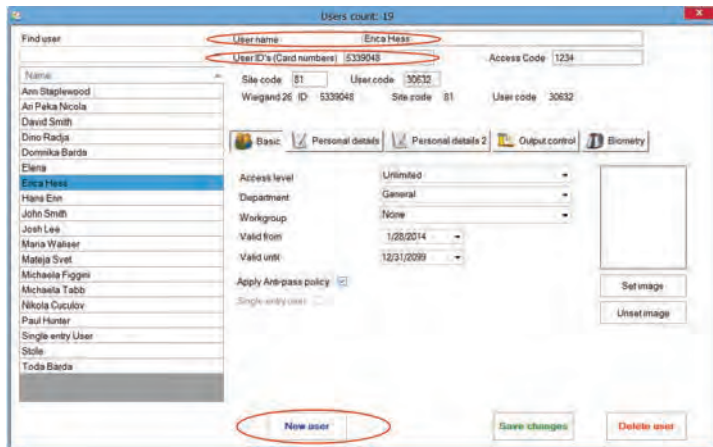 Users count: 19
Find user
User name Erica Hess
User ID's (Card numbers) 5339048 Access Code 1234
Site code 81 User code 30632
Wiegand 26 ID 5339048 Site code 81 User code 30632
Name
Ann Staplewood
Ari Peka Nicola
David Smith
Dino Radja
Domnika Barda
Elena
Erica Hess
Hans Enn
John Smith
Josh Lee
Maria Waliser
Mateja Svet
Michaela Figgini
Michaela Tabb
Nikola Cuculov
Paul Hunter
Single entry User
Stole
Toda Barda
Basic Personal details Personal details 2 Output control Biometry
Access level Unlimited
Department General
Workgroup None
Valid from 1/28/2014
Valid until 12/31/2099
Apply Anti-pass policy
Single entry user
Set image
Unset image
New user Save changes Delete user